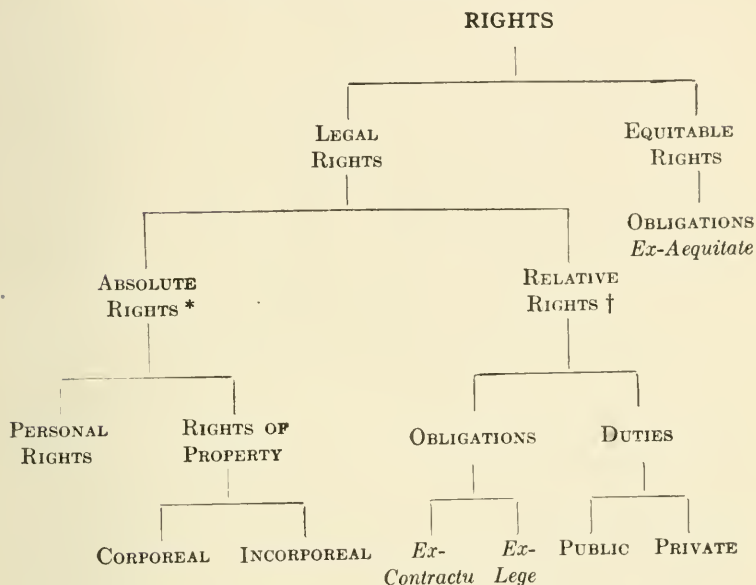 RIGHTS
LEGAL
RIGHTS
EQUITABLE
RIGHTS
OBLIGATIONS
Ex-Aequitate
ABSOLUTE
RIGHTS *
RELATIVE
RIGHTS †
PERSONAL
RIGHTS
RIGHTS OF
PROPERTY
OBLIGATIONS
DUTIES
CORPOREAL
INCORPOREAL
Ex-
Contractu
Ex-
Lege
PUBLIC
PRIVATE